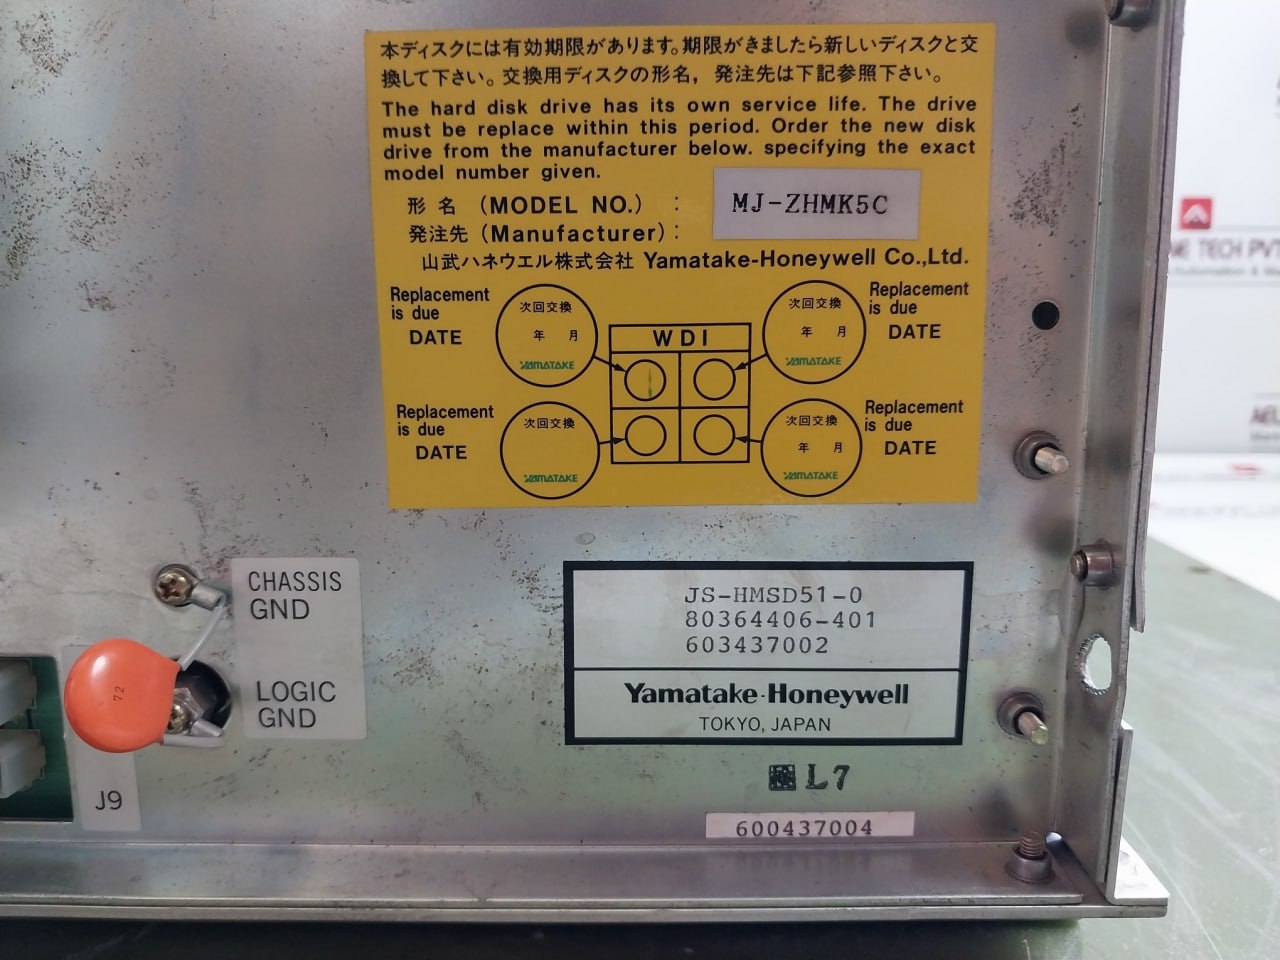 本ディスクには有効期限があります。期限がきましたら新しいディスクと交
換して下さい。交換用ディスクの形名，発注先は下記参照下さい。
The hard disk drive has its own service life. The drive
must be replace within this period. Order the new disk
drive from the manufacturer below. specifying the exact
model number given.
形 名 (MODEL NO.) : MJ-ZHMK5C
発注先 (Manufacturer) :
山武ハネウエル株式会社 Yamatake-Honeywell Co.,Ltd.
Replacement
is due
DATE
次回交換
年 月
YAMATAKE
WDI
次回交換
年 月
YAMATAKE
Replacement
is due
DATE
Replacement
is due
DATE
次回交換
YAMATAKE
次回交換
年 月
YAMATAKE
Replacement
is due
DATE
CHASSIS
GND
LOGIC
GND
72
J9
JS-HMSD51-0
80364406-401
603437002
Yamatake-Honeywell
TOKYO, JAPAN
L7
600437004
NE TECH PVT
Automation &
AEL